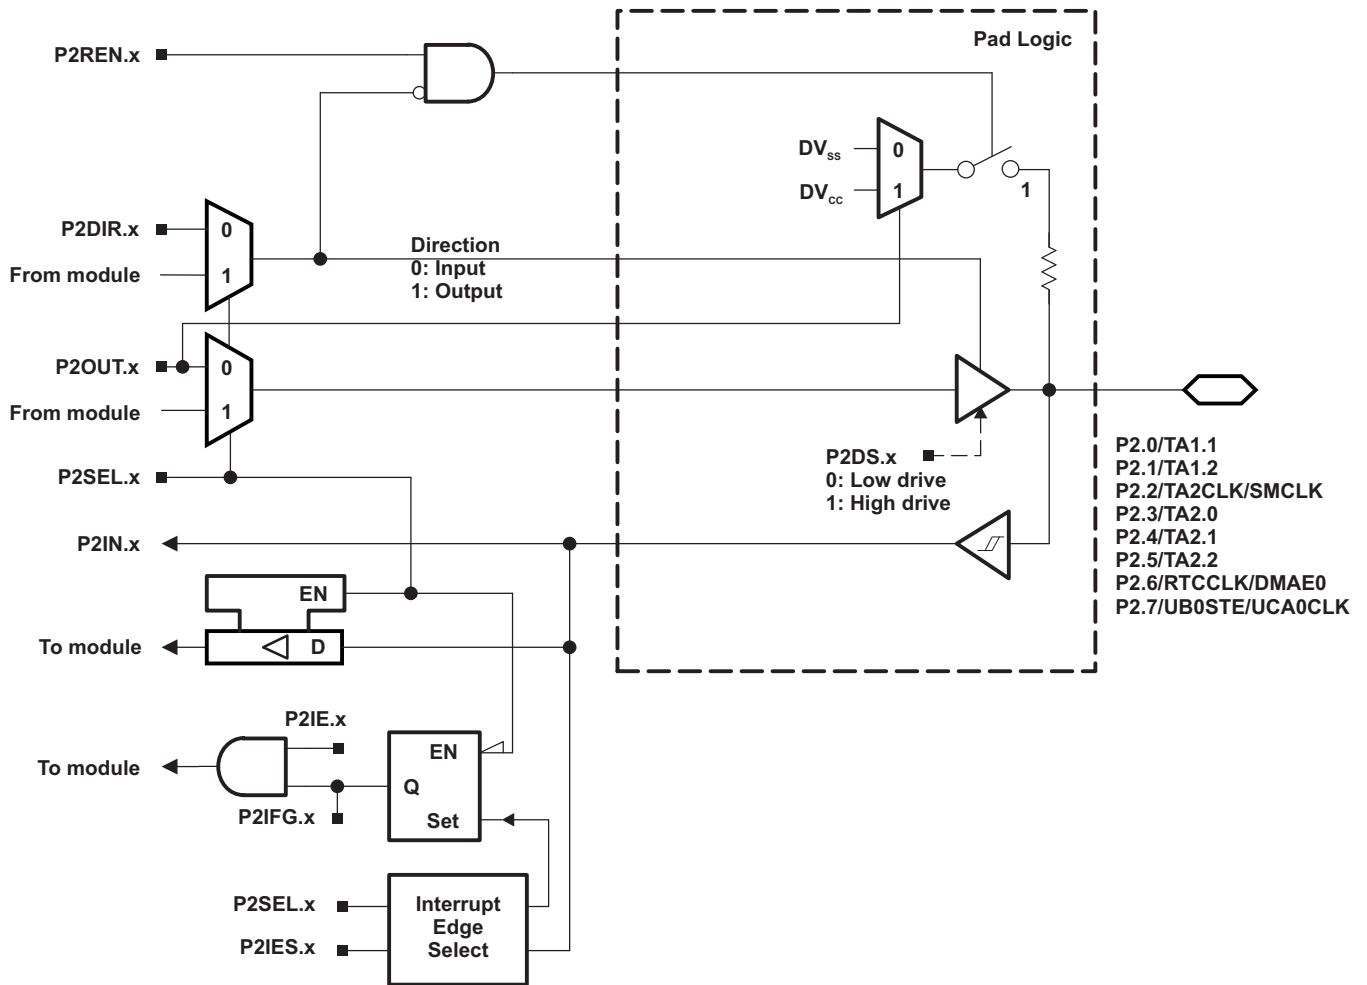 Pad Logic
P2REN.x
DVSS
0
DVCC
1
1
P2DIR.x
0
From module
1
Direction
0: Input
1: Output
P2OUT.x
0
From module
1
P2SEL.x
P2DS.x
0: Low drive
1: High drive
P2.0/TA1.1
P2.1/TA1.2
P2.2/TA2CLK/SMCLK
P2.3/TA2.0
P2.4/TA2.1
P2.5/TA2.2
P2.6/RTCCLK/DMAE0
P2.7/UB0STE/UCA0CLK
P2IN.x
EN
To module
D
P2IE.x
EN
To module
Q
P2IFG.x
Set
P2SEL.x
P2IES.x
Interrupt
Edge
Select